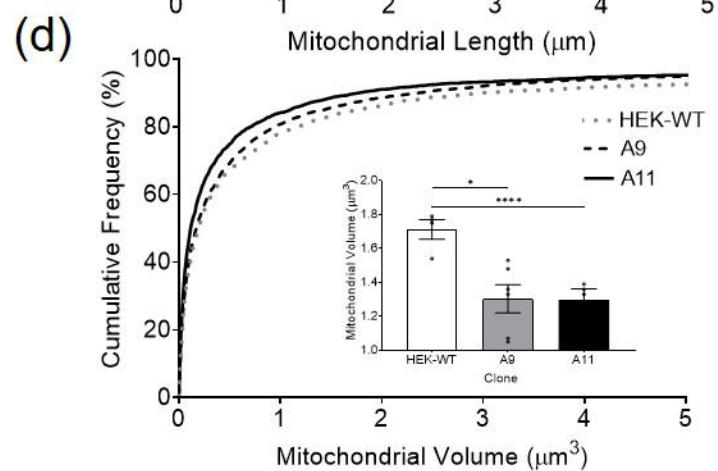 0 1 2 3 4 5
Mitochondrial Length (μm)
(d)
100
80
60
40
20
0
Cumulative Frequency (%)
HEK-WT
A9
A11
2.0
1.8
1.6
1.4
1.2
1.0
Mitochondrial Volume (μm³)
*
****
HEK-WT A9 A11
Clone
0 1 2 3 4 5
Mitochondrial Volume (μm³)